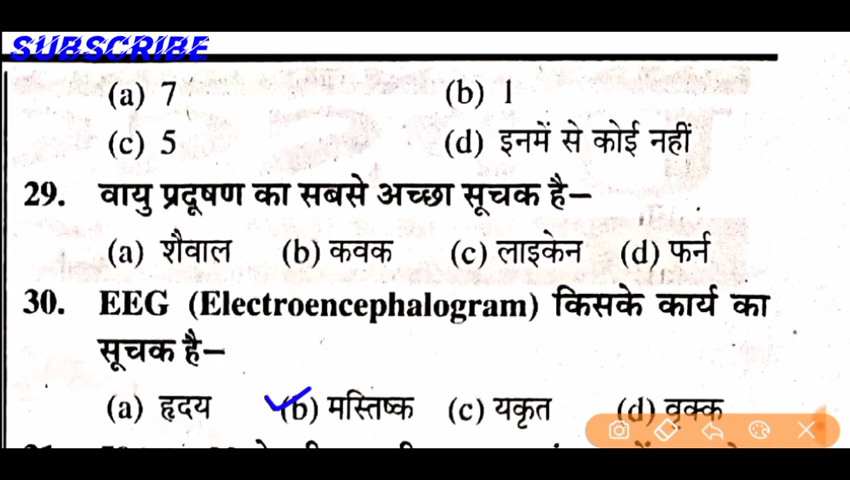 SUBSCRIBE
(a) 7 (b) 1
(c) 5 (d) इनमें से कोई नहीं
29. वायु प्रदूषण का सबसे अच्छा सूचक है–
(a) शैवाल (b) कवक (c) लाइकेन (d) फर्न
30. EEG (Electroencephalogram) किसके कार्य का
सूचक है–
(a) हृदय (b) मस्तिष्क (c) यकृत (d) वृक्क